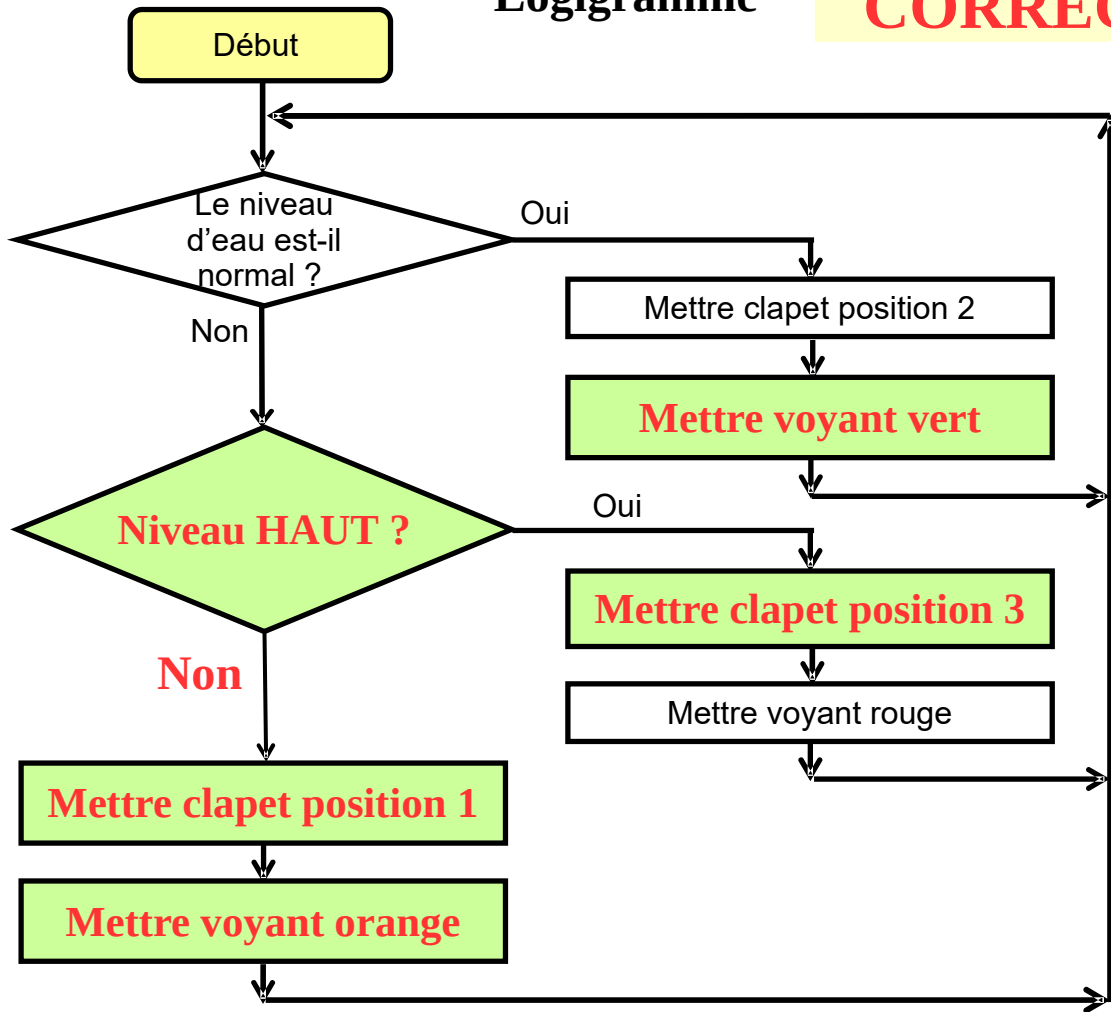 Logigramme
Début
Le niveau
d’eau est-il
normal ?
Oui
Non
Mettre clapet position 2
Mettre voyant vert
Niveau HAUT ?
Oui
Mettre clapet position 3
Mettre voyant rouge
Non
Mettre clapet position 1
Mettre voyant orange